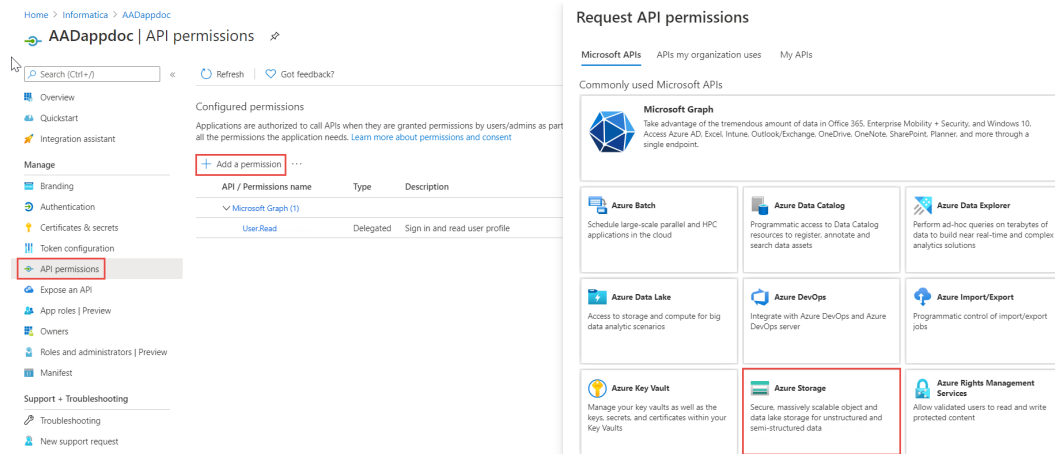 Home > Informatica > AADappdoc
AADappdoc | API permissions
Search (Ctrl+/)
«
Overview
Quickstart
Integration assistant
Manage
Branding
Authentication
Certificates & secrets
Token configuration
API permissions
Expose an API
App roles | Preview
Owners
Roles and administrators | Preview
Manifest
Support + Troubleshooting
Troubleshooting
New support request
Refresh
Got feedback?
Configured permissions
Applications are authorized to call APIs when they are granted permissions by users/admins as part
all the permissions the application needs. Learn more about permissions and consent
+ Add a permission ...
API / Permissions name Type Description
Microsoft Graph (1)
User.Read Delegated Sign in and read user profile
Request API permissions
Microsoft APIs APIs my organization uses My APIs
Commonly used Microsoft APIs
Microsoft Graph
Take advantage of the tremendous amount of data in Office 365, Enterprise Mobility + Security, and Windows 10.
Access Azure AD, Excel, Intune, Outlook/Exchange, OneDrive, OneNote, SharePoint, Planner, and more through a
single endpoint.
Azure Batch
Schedule large-scale parallel and HPC
applications in the cloud
Azure Data Catalog
Programmatic access to Data Catalog
resources to register, annotate and
search data assets
Azure Data Explorer
Perform ad-hoc queries on terabytes of
data to build near real-time and complex
analytics solutions
Azure Data Lake
Access to storage and compute for big
data analytic scenarios
Azure DevOps
Integrate with Azure DevOps and Azure
DevOps server
Azure Import/Export
Programmatic control of import/export
jobs
Azure Key Vault
Manage your key vaults as well as the
keys, secrets, and certificates within your
Key Vaults
Azure Storage
Secure, massively scalable object and
data lake storage for unstructured and
semi-structured data
Azure Rights Management
Services
Allow validated users to read and write
protected content